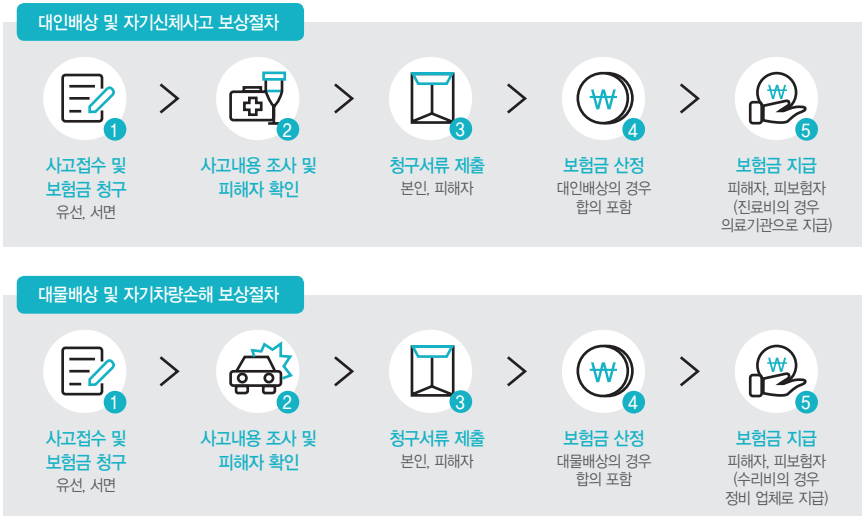 대인배상 및 자기신체사고 보상절차
1
사고접수 및
보험금 청구
유선, 서면
2
사고내용 조사 및
피해자 확인
3
청구서류 제출
본인, 피해자
₩
4
보험금 산정
대인배상의 경우
합의 포함
₩
5
보험금 지급
피해자, 피보험자
(진료비의 경우
의료기관으로 지급)
대물배상 및 자기차량손해 보상절차
1
사고접수 및
보험금 청구
유선, 서면
2
사고내용 조사 및
피해자 확인
3
청구서류 제출
본인, 피해자
₩
4
보험금 산정
대물배상의 경우
합의 포함
₩
5
보험금 지급
피해자, 피보험자
(수리비의 경우
정비 업체로 지급)